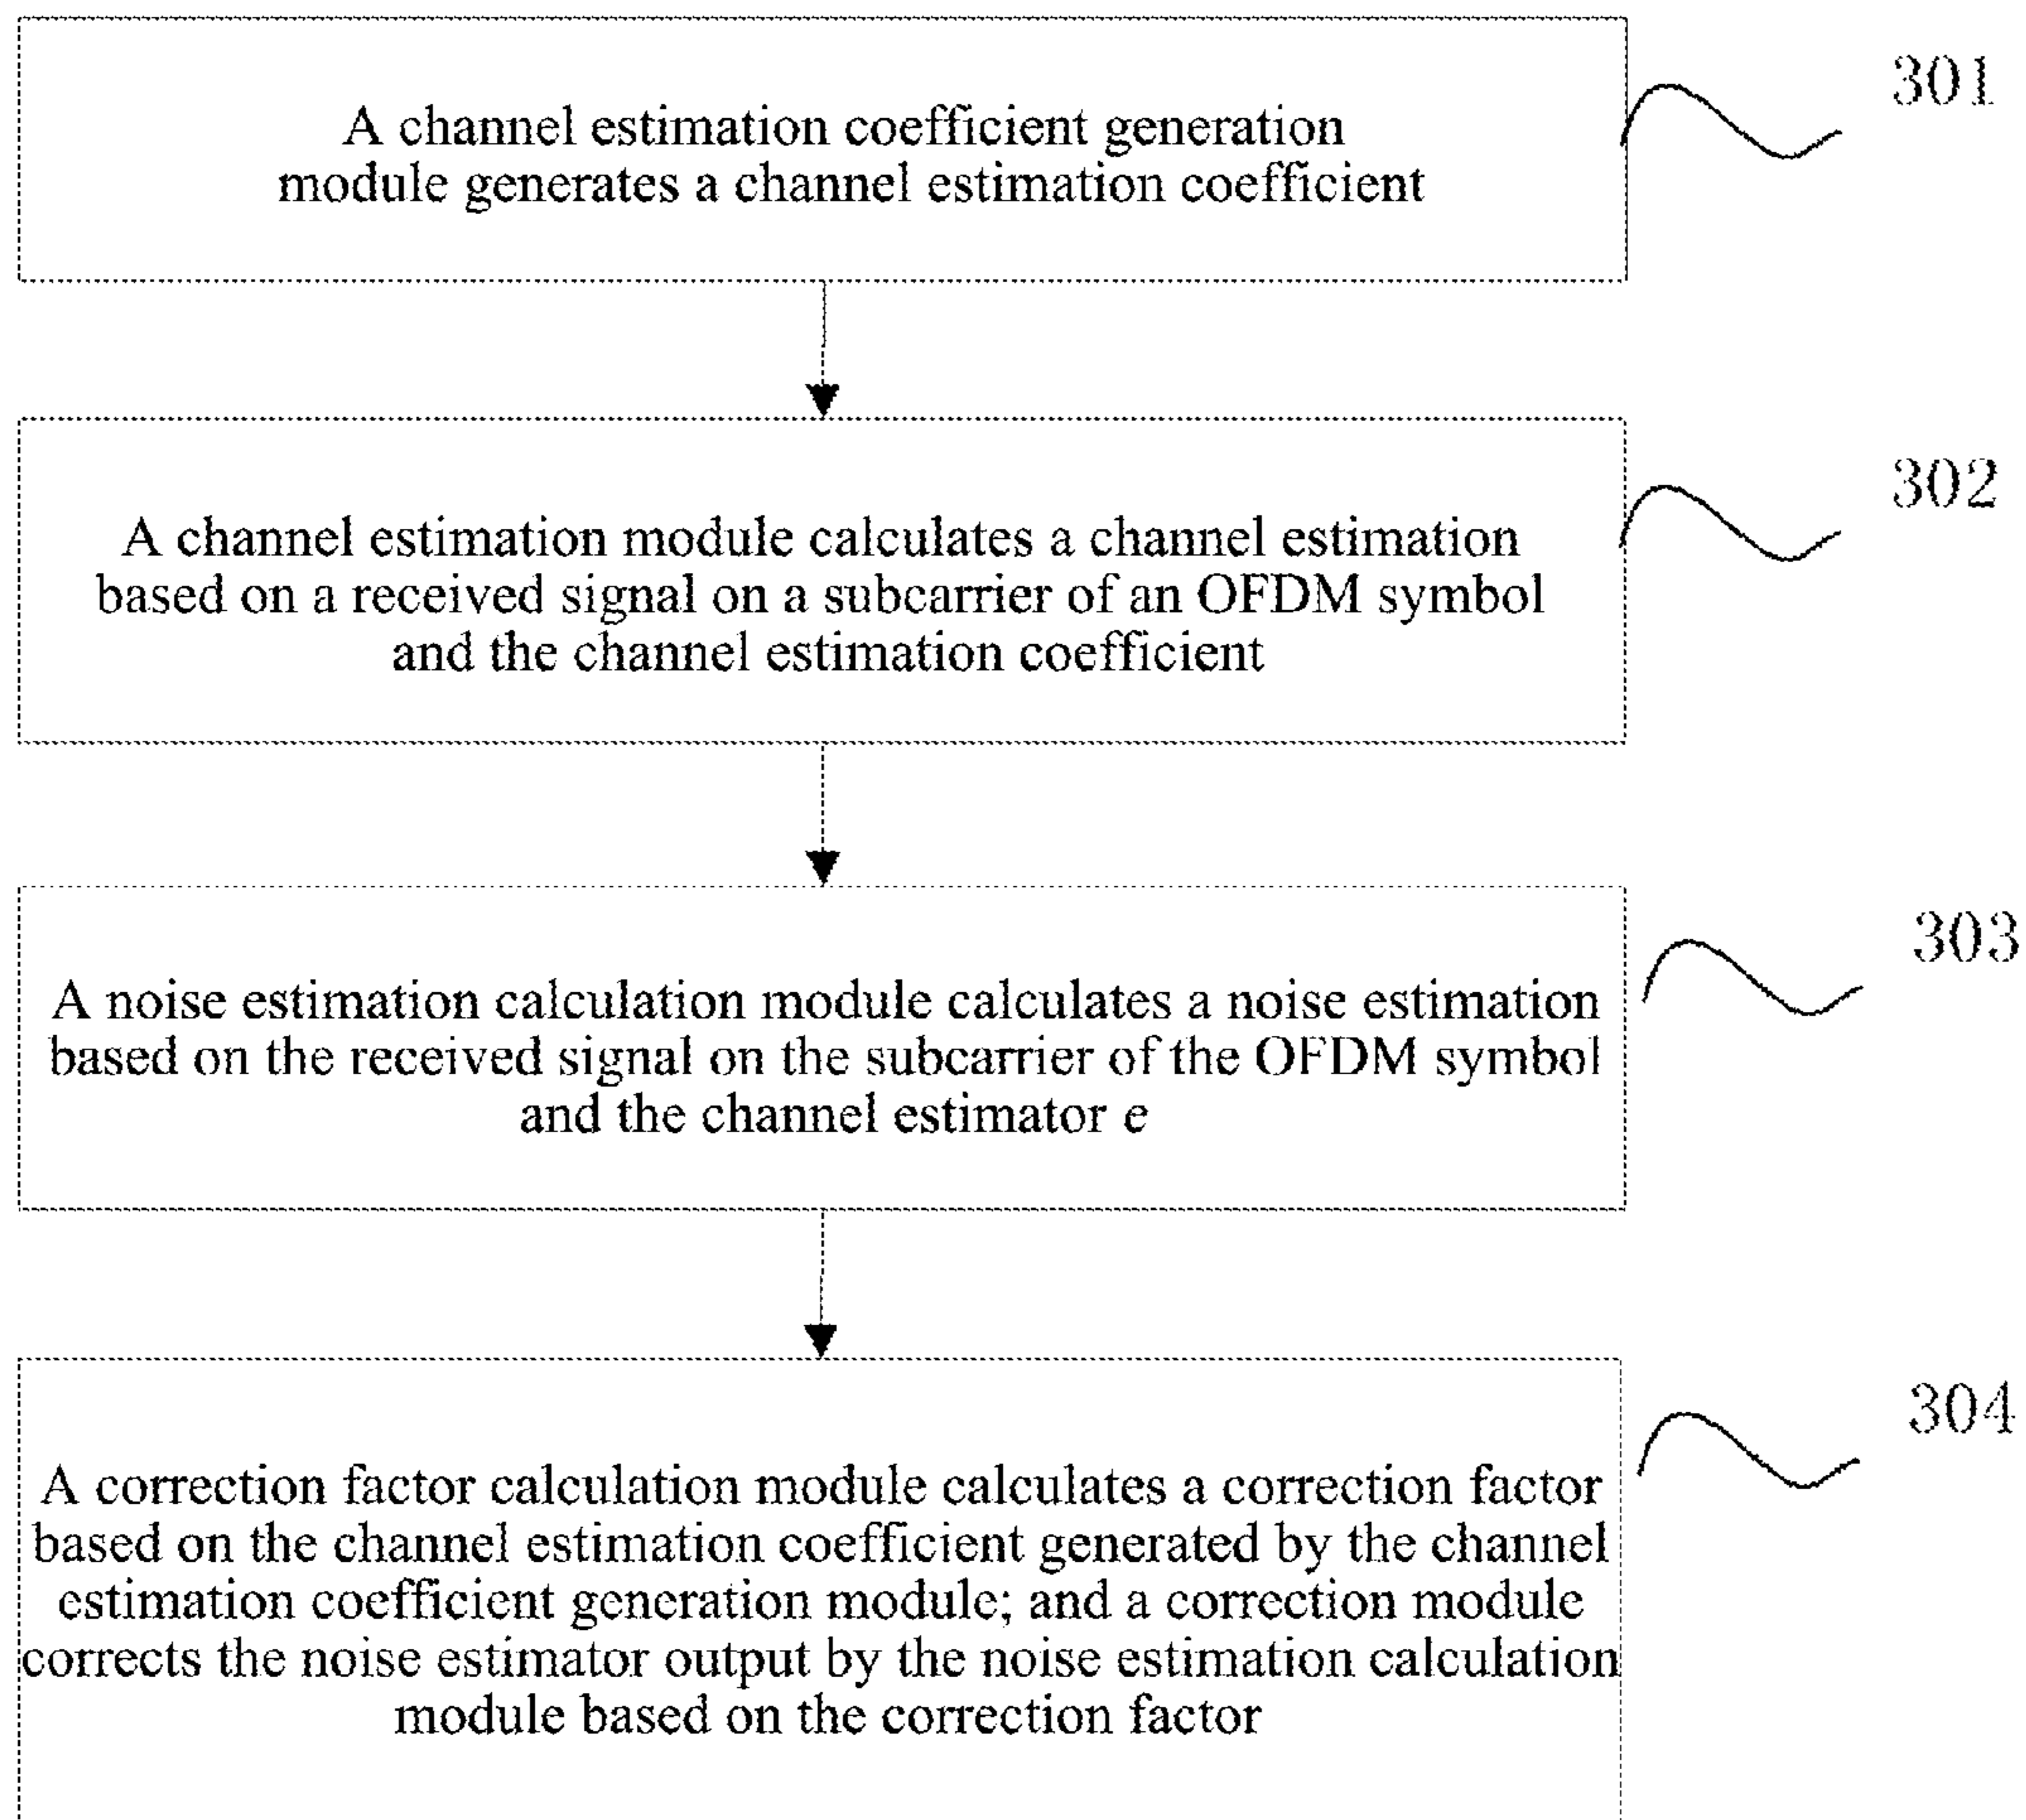 A channel estimation coefficient generation
module generates a channel estimation coefficient
301
A channel estimation module calculates a channel estimation
based on a received signal on a subcarrier of an OFDM symbol
and the channel estimation coefficient
302
A noise estimation calculation module calculates a noise estimation
based on the received signal on the subcarrier of the OFDM symbol
and the channel estimator e
303
A correction factor calculation module calculates a correction factor
based on the channel estimation coefficient generated by the channel
estimation coefficient generation module; and a correction module
corrects the noise estimator output by the noise estimation calculation
module based on the correction factor
304